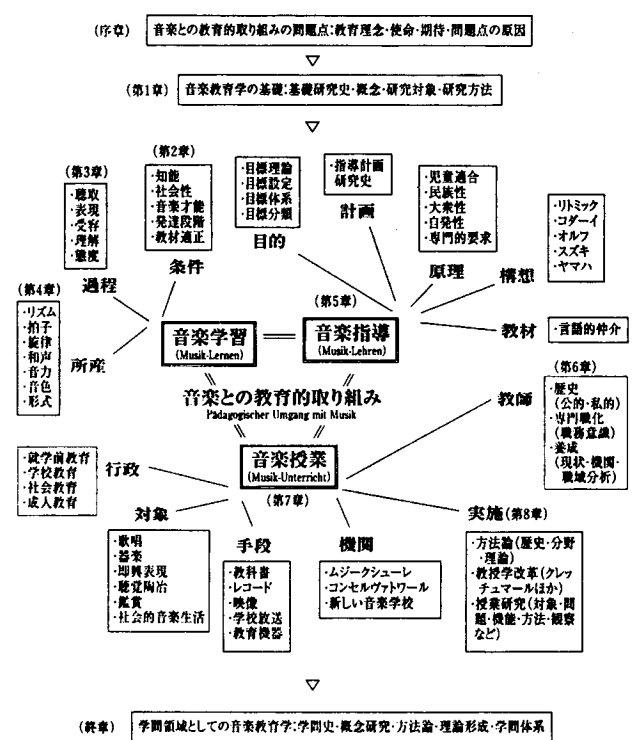 (序章) 音楽との教育的取り組みの問題点:教育理念・使命・期待・問題点の原因
▽
(第1章) 音楽教育学の基礎:基礎研究史・概念・研究対象・研究方法
▽
(第3章)
・聴取
・表現
・受容
・理解
・態度
過程
(第2章)
・知能
・社会性
・音楽才能
・発達段階
・教材適正
条件
・目標理論
・目標設定
・目標体系
・目標分類
目的
・指導計画
研究史
計画
・児童適合
・民族性
・大衆性
・自発性
・専門的要求
原理
・リトミック
・コダーイ
・オルフ
・スズキ
・ヤマハ
構想
(第4章)
・リズム
・拍子
・旋律
・和声
・音力
・音色
・形式
所産
音楽学習
(Musik-Lernen)
(第5章)
音楽指導
(Musik-Lehren)
教材
・言語的仲介
音楽との教育的取り組み
Pädagogischer Umgang mit Musik
教師
(第6章)
・歴史
(公的・私的)
・専門職化
(職務意識)
・養成
(現状・機関・
職域分析)
音楽授業
(Musik-Unterricht)
(第7章)
・就学前教育
・学校教育
・社会教育
・成人教育
行政
対象
・歌唱
・器楽
・即興表現
・聴覚陶冶
・鑑賞
・社会的音楽生活
手段
・教科書
・レコード
・映像
・学校放送
・教育機器
機関
・ムジークシューレ
・コンセルヴァトワール
・新しい音楽学校
実施(第8章)
・方法論(歴史・分野
・理論)
・教授学改革(クレッ
チュマールほか)
・授業研究(対象・問
題・機能・方法・観察
など)
▽
(終章) 学問領域としての音楽教育学:学問史・概念研究・方法論・理論形成・学問体系